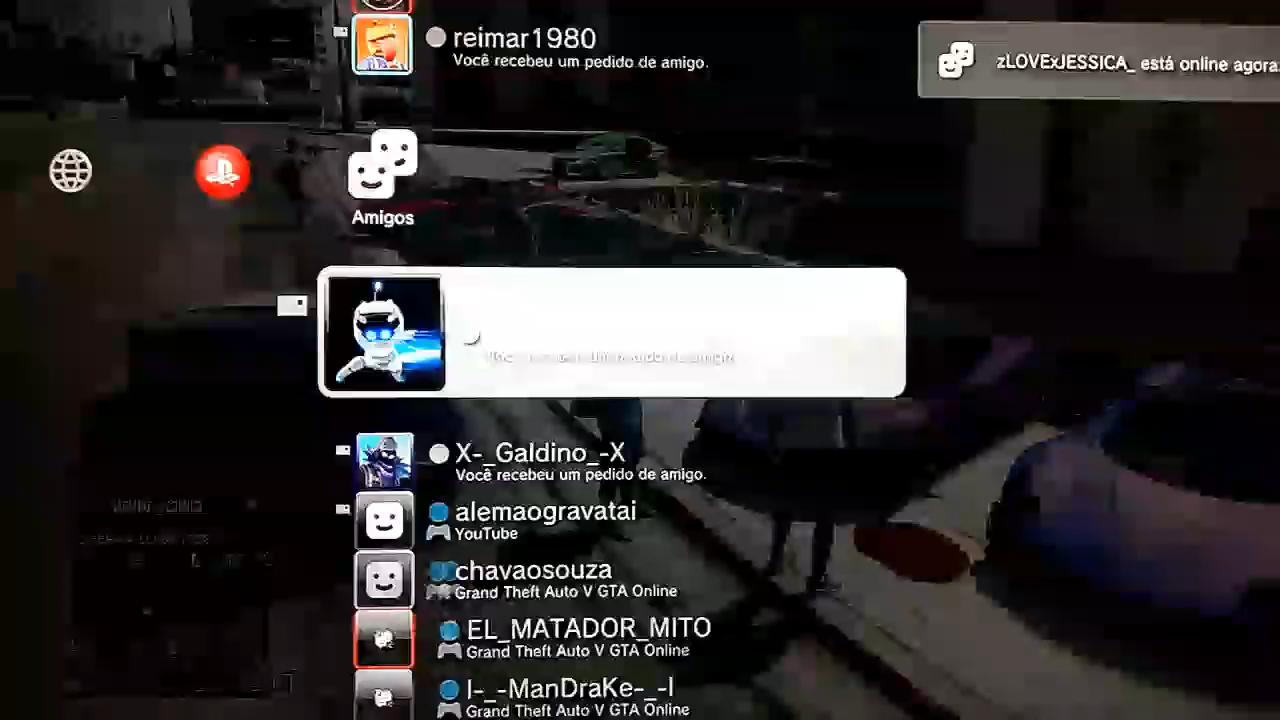 reimar1980
Você recebeu um pedido de amigo.
zLOVExJESSICA_ está online agora
Amigos
X-_Galdino_-X
Você recebeu um pedido de amigo.
alemaogravatai
YouTube
chavaosouza
Grand Theft Auto V GTA Online
EL_MATADOR_MITO
Grand Theft Auto V GTA Online
I-_-ManDraKe-_-I
Grand Theft Auto V GTA Online